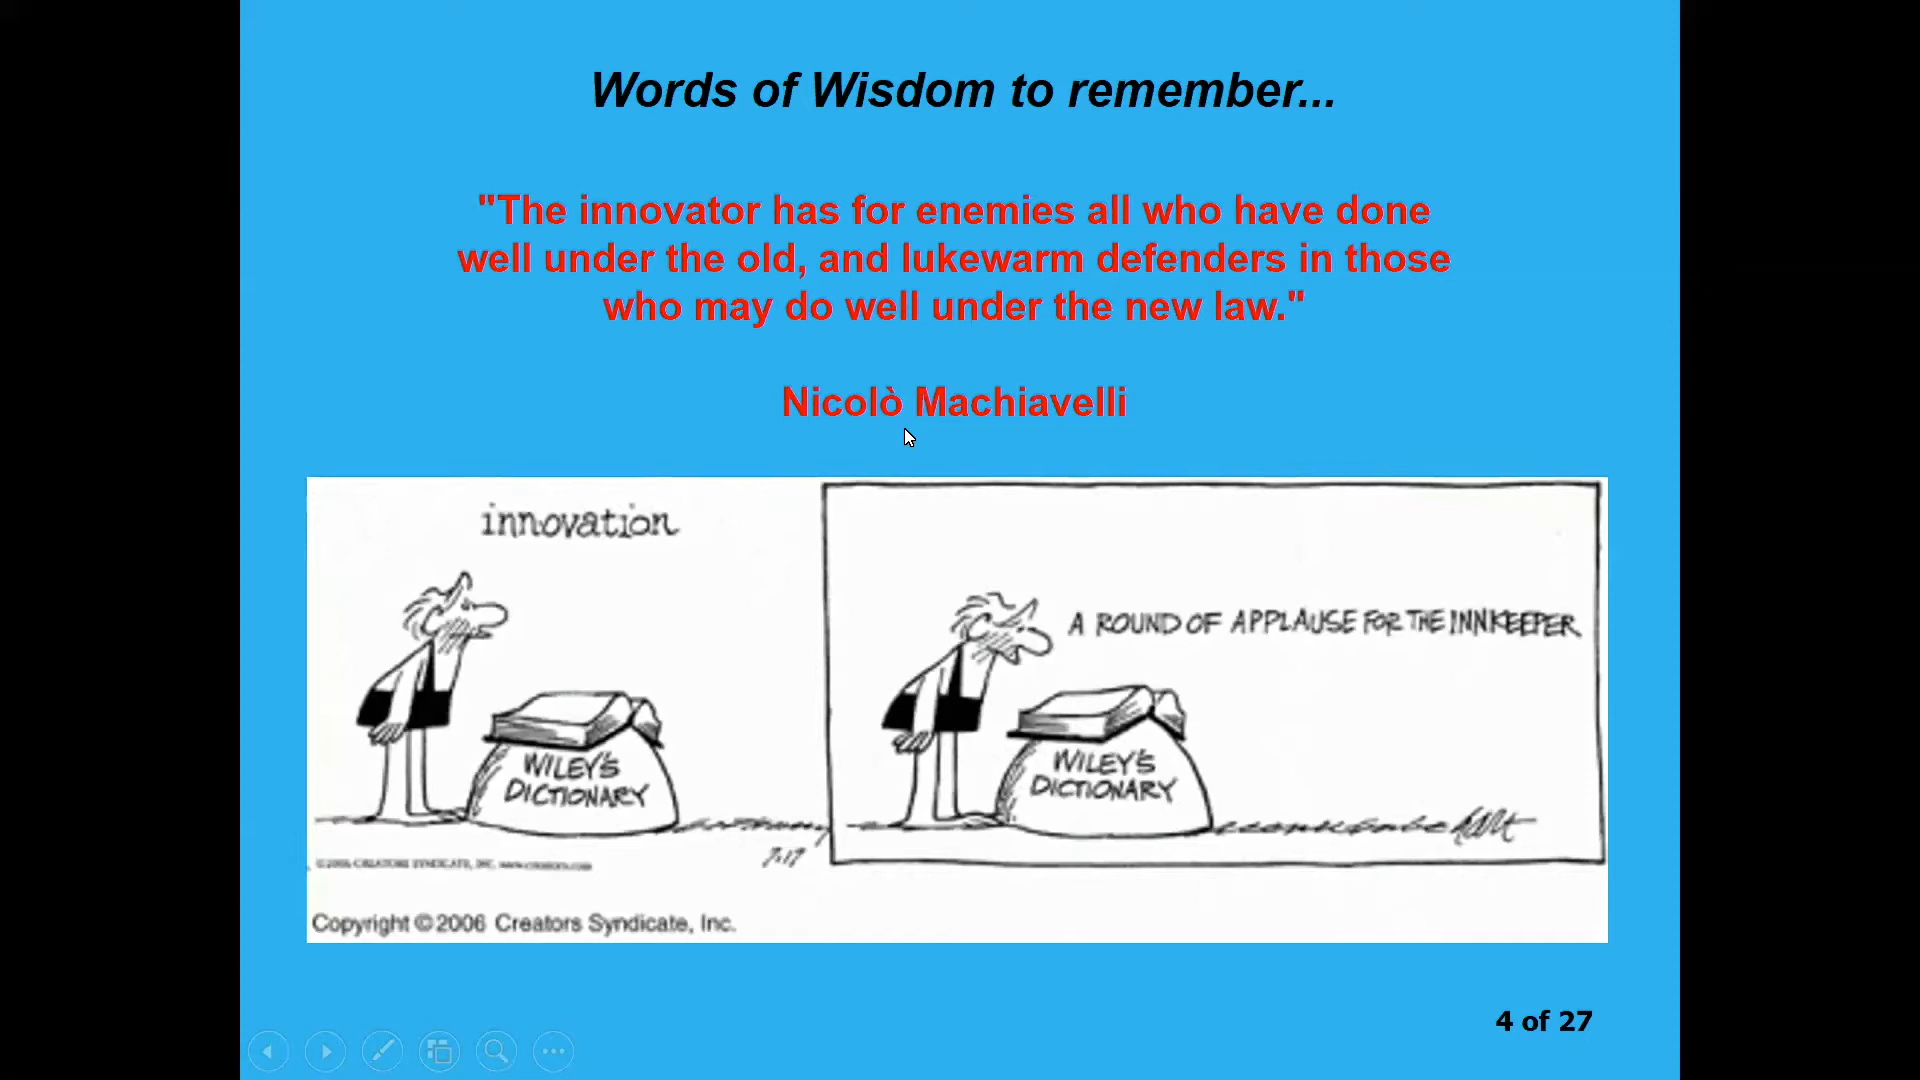 Words of Wisdom to remember...
"The innovator has for enemies all who have done
well under the old, and lukewarm defenders in those
who may do well under the new law."
Nicolò Machiavelli
innovation
WILEY'S
DICTIONARY
7·17
©2006 CREATORS SYNDICATE, INC. www.creators.com
Copyright © 2006 Creators Syndicate, Inc.
A ROUND OF APPLAUSE FOR THE INNKEEPER
WILEY'S
DICTIONARY
hart
4 of 27